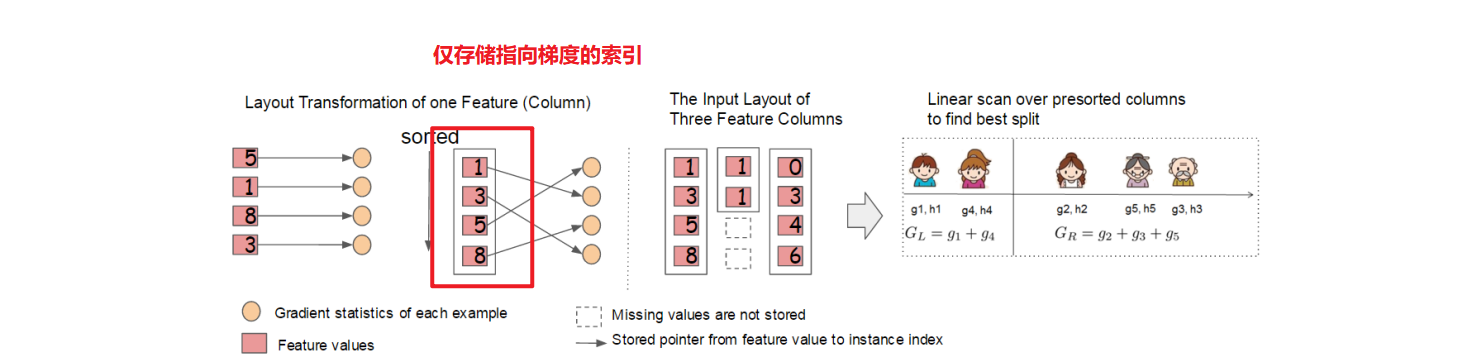 仅存储指向梯度的索引
Layout Transformation of one Feature (Column)
The Input Layout of
Three Feature Columns
Linear scan over presorted columns
to find best split
sorted
5
1
8
3
1
3
5
8
1
3
5
8
1
1
0
3
4
6
g1, h1
g4, h4
g2, h2
g5, h5
g3, h3
G_L = g_1 + g_4
G_R = g_2 + g_3 + g_5
Gradient statistics of each example
Feature values
Missing values are not stored
Stored pointer from feature value to instance index